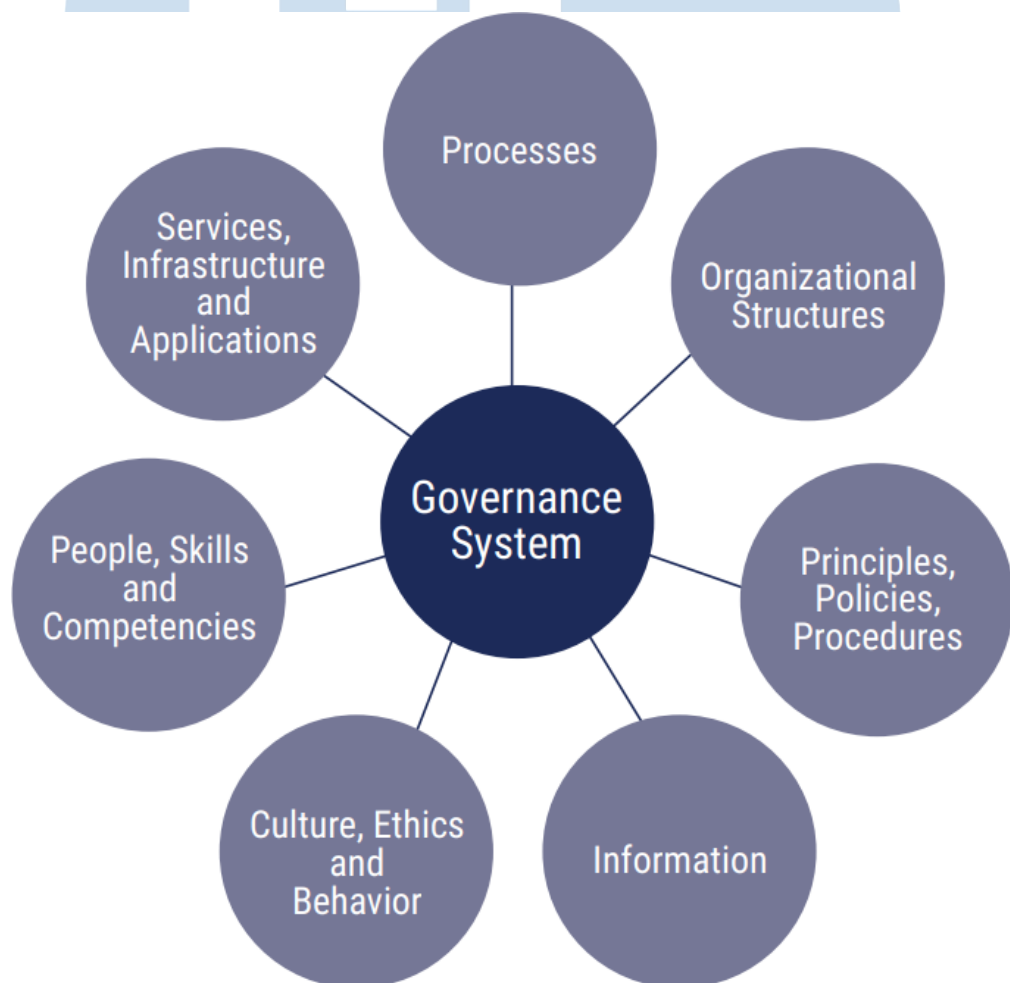 Processes
Organizational
Structures
Principles,
Policies,
Procedures
Information
Culture, Ethics
and
Behavior
People, Skills
and
Competencies
Services,
Infrastructure
and
Applications
Governance
System